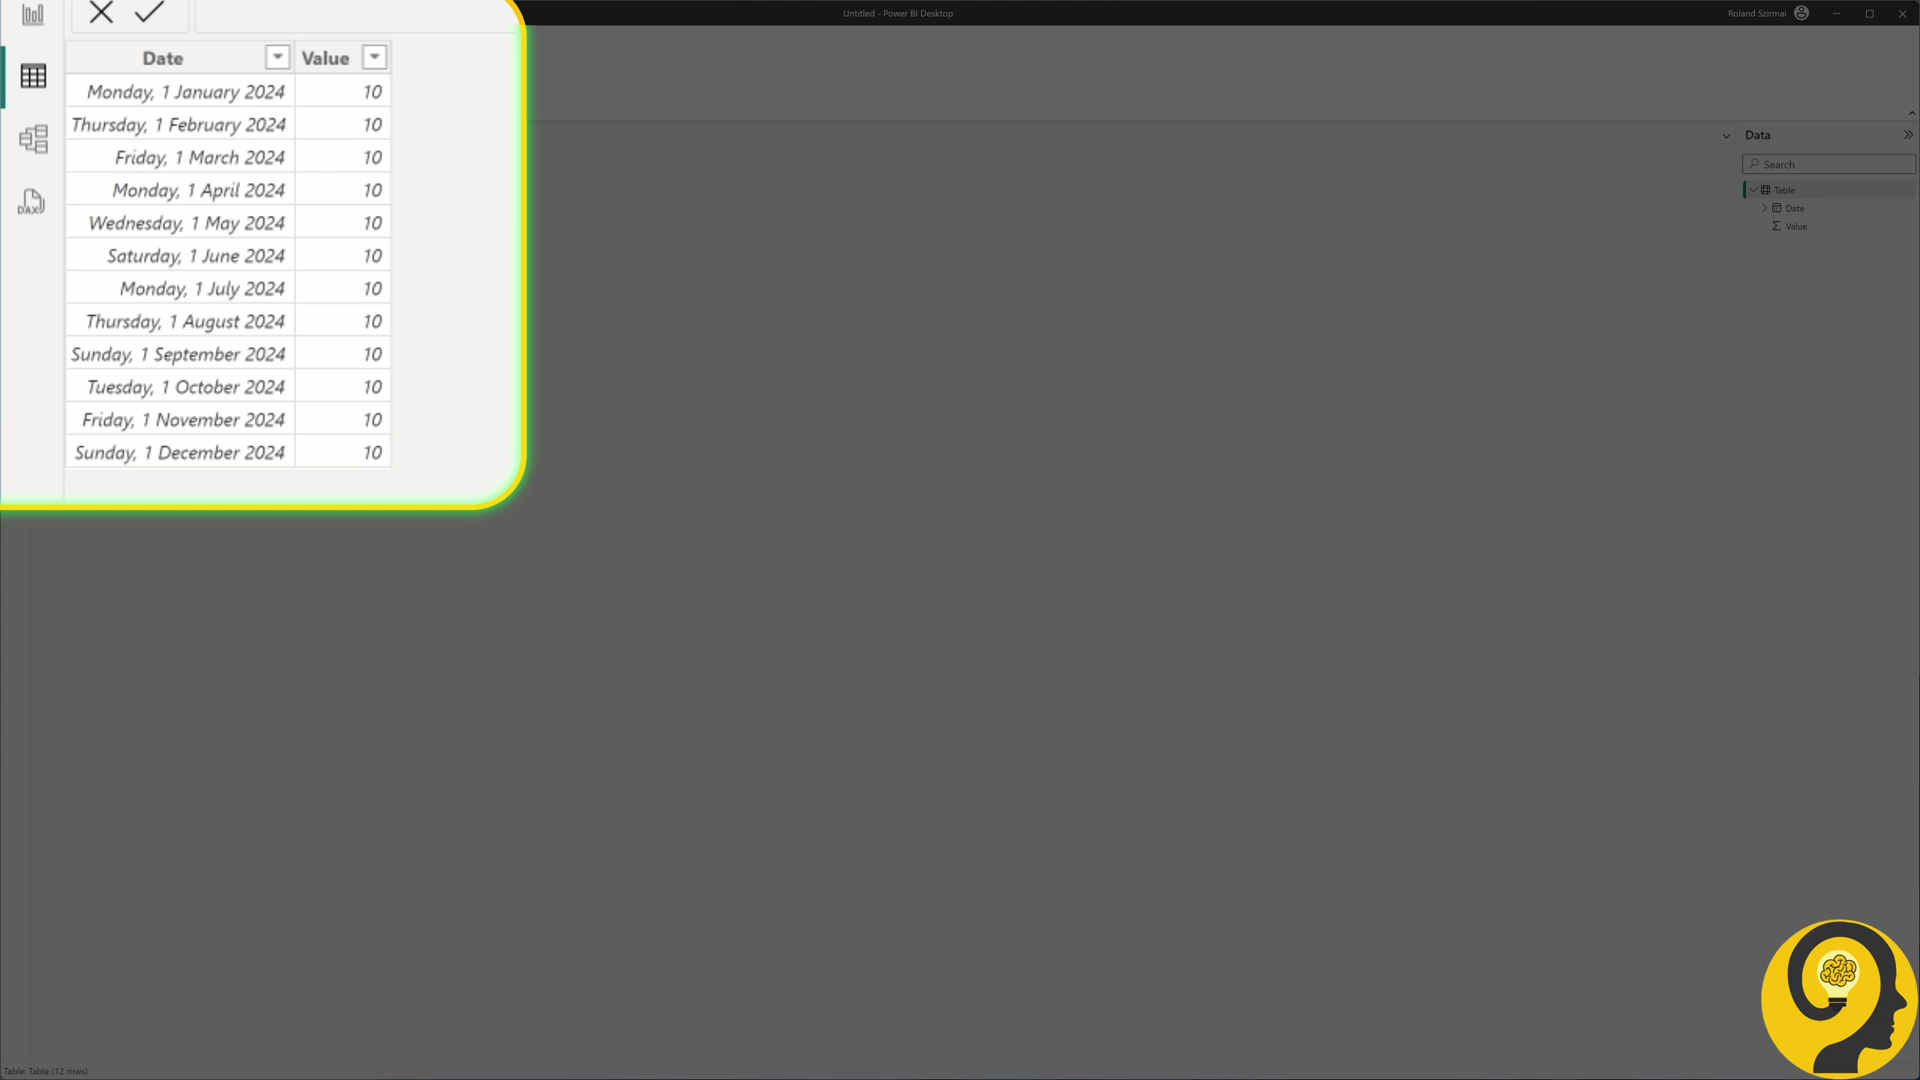 Untitled - Power BI Desktop
Roland Szirmai
Date Value
Monday, 1 January 2024 10
Thursday, 1 February 2024 10
Friday, 1 March 2024 10
Monday, 1 April 2024 10
Wednesday, 1 May 2024 10
Saturday, 1 June 2024 10
Monday, 1 July 2024 10
Thursday, 1 August 2024 10
Sunday, 1 September 2024 10
Tuesday, 1 October 2024 10
Friday, 1 November 2024 10
Sunday, 1 December 2024 10
DAX
Data
Search
Table
Date
Value
Table: Table (12 rows)